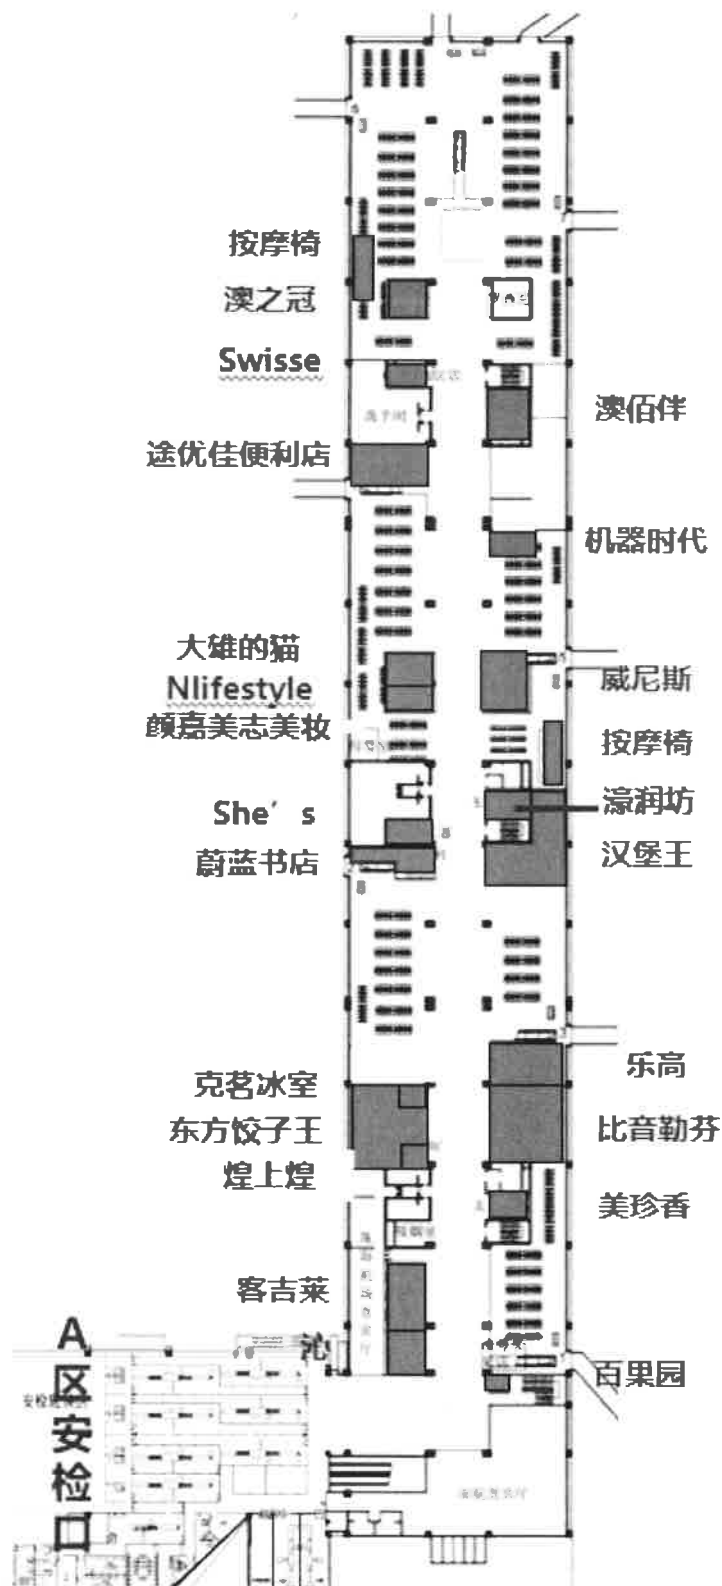 按摩椅
澳之冠
Swisse
澳佰伴
途优佳便利店
机器时代
大雄的猫
Nlifestyle
威尼斯
颜嘉美志美妆
按摩椅
She’s
濠润坊
蔚蓝书店
汉堡王
乐高
克茗冰室
东方饺子王
比音勒芬
煌上煌
美珍香
客吉莱
沁
百果园
A区安检口